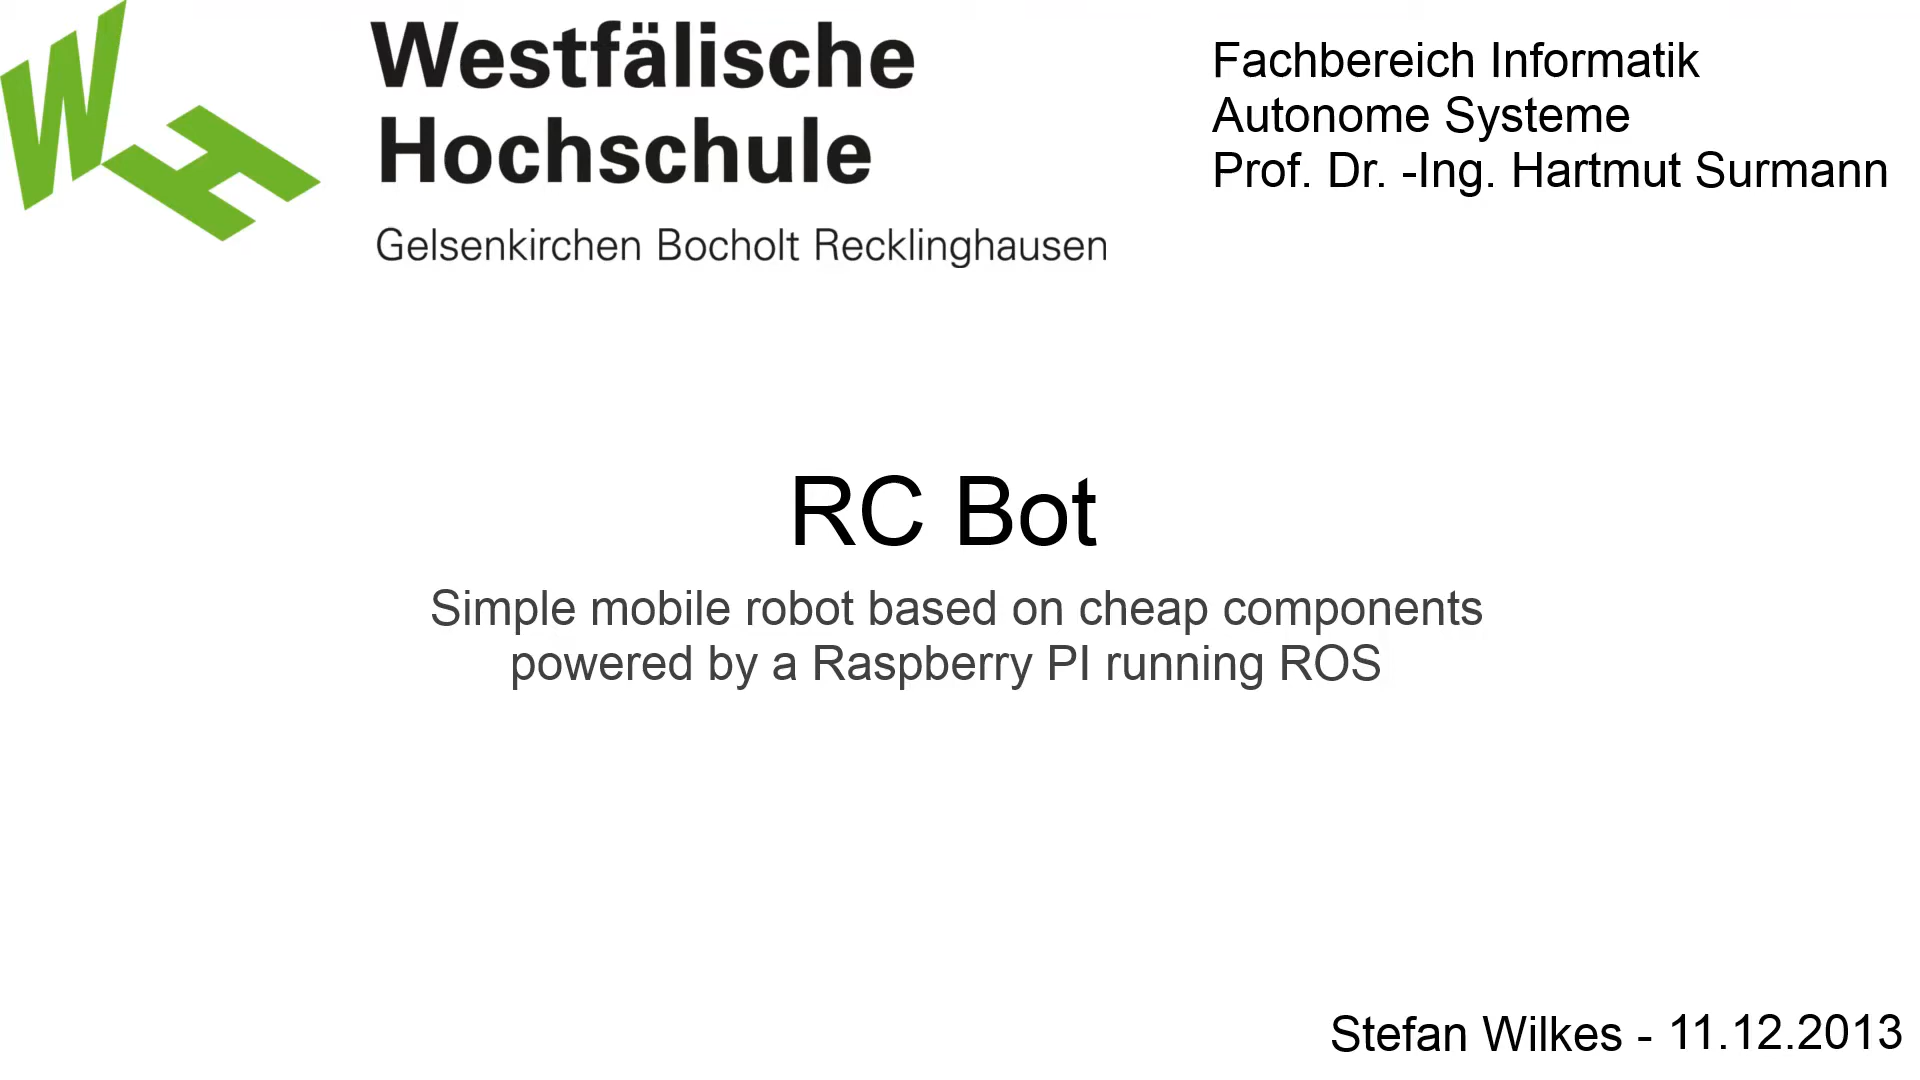 WH
Westfälische
Hochschule
Gelsenkirchen Bocholt Recklinghausen
Fachbereich Informatik
Autonome Systeme
Prof. Dr. -Ing. Hartmut Surmann
RC Bot
Simple mobile robot based on cheap components
powered by a Raspberry PI running ROS
Stefan Wilkes - 11.12.2013